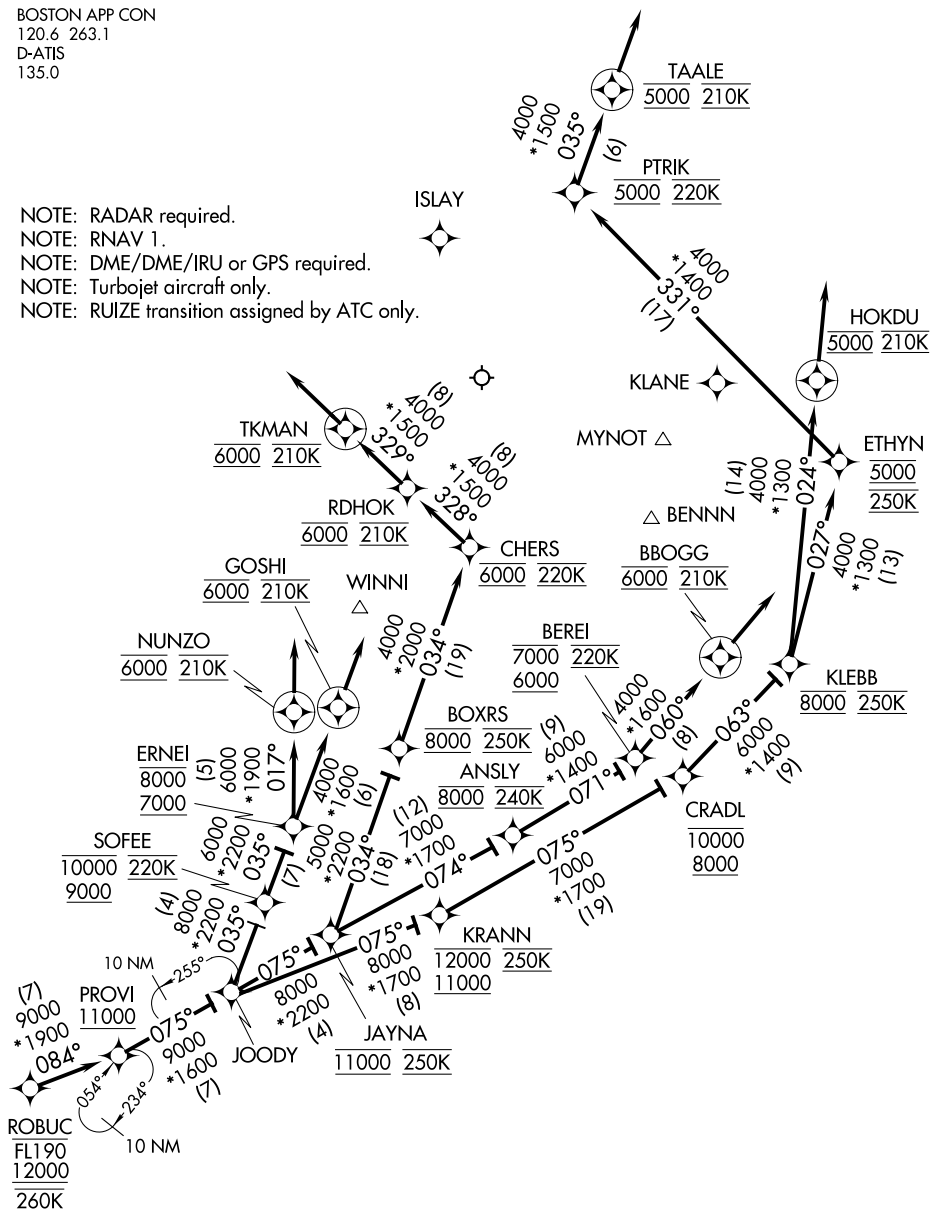 BOSTON APP CON
120.6 263.1
D-ATIS
135.0
TAALE
5000 210K
4000
*1500
035°
(6)
PTRIK
5000 220K
ISLAY
NOTE: RADAR required.
NOTE: RNAV 1.
NOTE: DME/DME/IRU or GPS required.
NOTE: Turbojet aircraft only.
NOTE: RUIZE transition assigned by ATC only.
4000
*1400
331°
(17)
HOKDU
5000 210K
KLANE
MYNOT
ETHYN
5000
250K
(14)
4000
*1300
024°
027°
4000
*1300
(13)
TKMAN
6000 210K
(8)
4000
*1500
329°
(8)
4000
*1500
328°
RDHOK
6000 210K
BENNN
CHERS
6000 220K
BBOGG
6000 210K
GOSHI
6000 210K
WINNI
NUNZO
6000 210K
4000
*2000
034°
(19)
BEREI
7000 220K
6000
KLEBB
8000 250K
4000
*1600
060°
(8)
063°
6000
*1400
(9)
BOXRS
8000 250K
(9)
6000
*1400
071°
ANSLY
8000 240K
ERNEI
8000
7000
(5)
6000
*1900
017°
4000
*1600
(6)
CRADL
10000
8000
SOFEE
10000 220K
9000
6000
*2200
035°
(7)
5000
*2200
034°
(18)
(12)
7000
*1700
074°
075°
7000
*1700
(19)
(4)
8000
*2200
035°
KRANN
12000 250K
11000
075°
8000
*1700
(8)
075°
8000
*2200
(4)
JAYNA
11000 250K
JOODY
10 NM
255°
PROVI
11000
075°
9000
*1600
(7)
(7)
9000
*1900
084°
054°
234°
10 NM
ROBUC
FL190
12000
260K